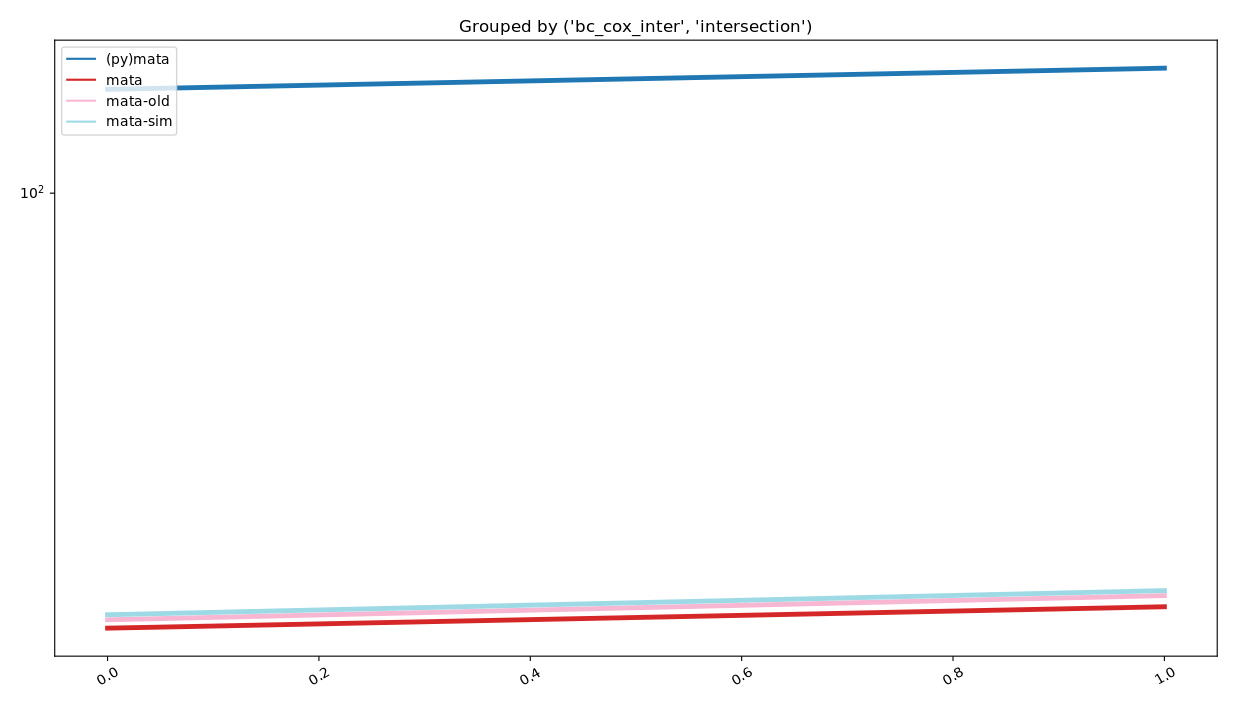 Grouped by ('bc_cox_inter', 'intersection')
(py)mata
mata
mata-old
mata-sim
10²
0.0 0.2 0.4 0.6 0.8 1.0